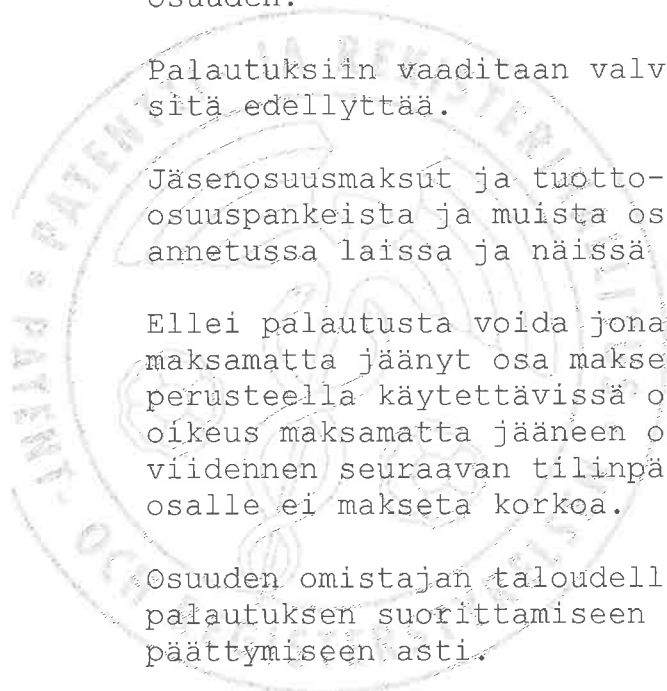 osuuden.
Palautuksiin vaaditaan valv
sitä edellyttää.
Jäsenosuusmaksut ja tuotto-
osuuspankeista ja muista os
annetussa laissa ja näissä
Ellei palautusta voida jona
maksamatta jäänyt osa makse
perusteella käytettävissä o
oikeus maksamatta jääneen o
viidennen seuraavan tilinpä
osalle ei makseta korkoa.
Osuuden omistajan taloudell
palautuksen suorittamiseen
päättymiseen asti.